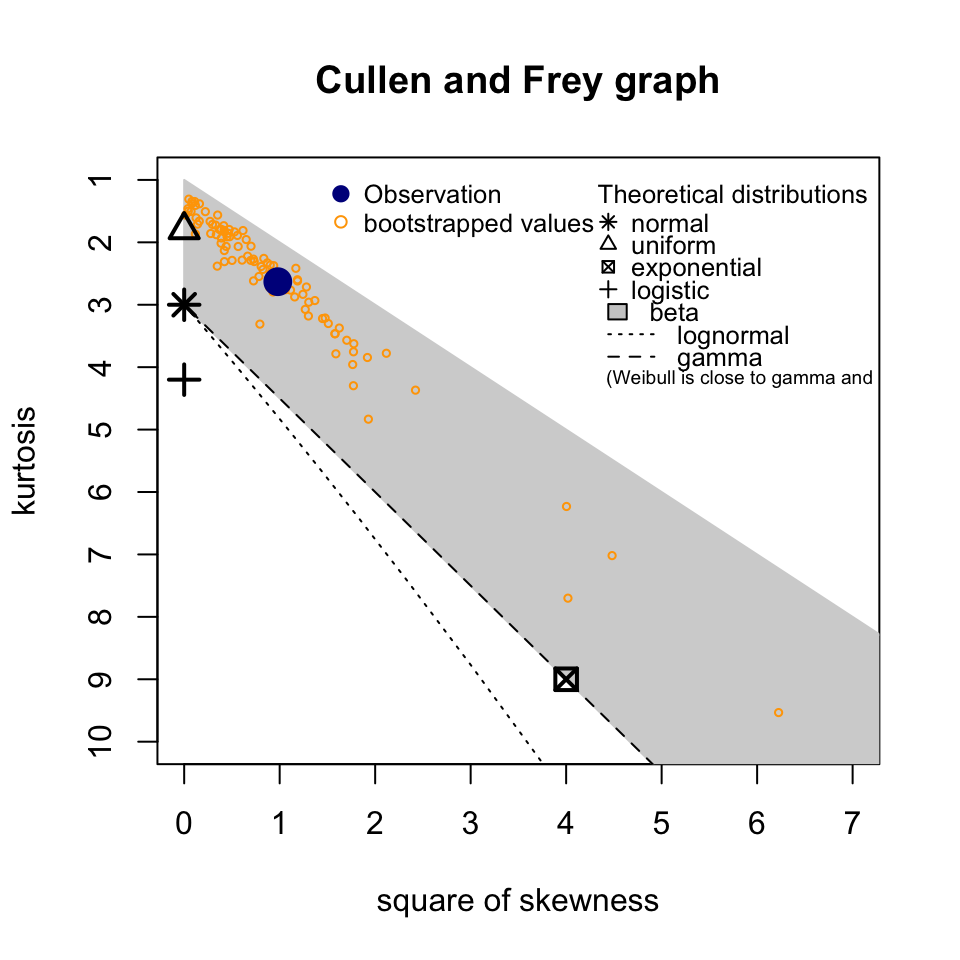 Cullen and Frey graph
Observation
bootstrapped values
Theoretical distributions
normal
uniform
exponential
logistic
beta
lognormal
gamma
(Weibull is close to gamma and
kurtosis
1
2
3
4
5
6
7
8
9
10
0 1 2 3 4 5 6 7
square of skewness